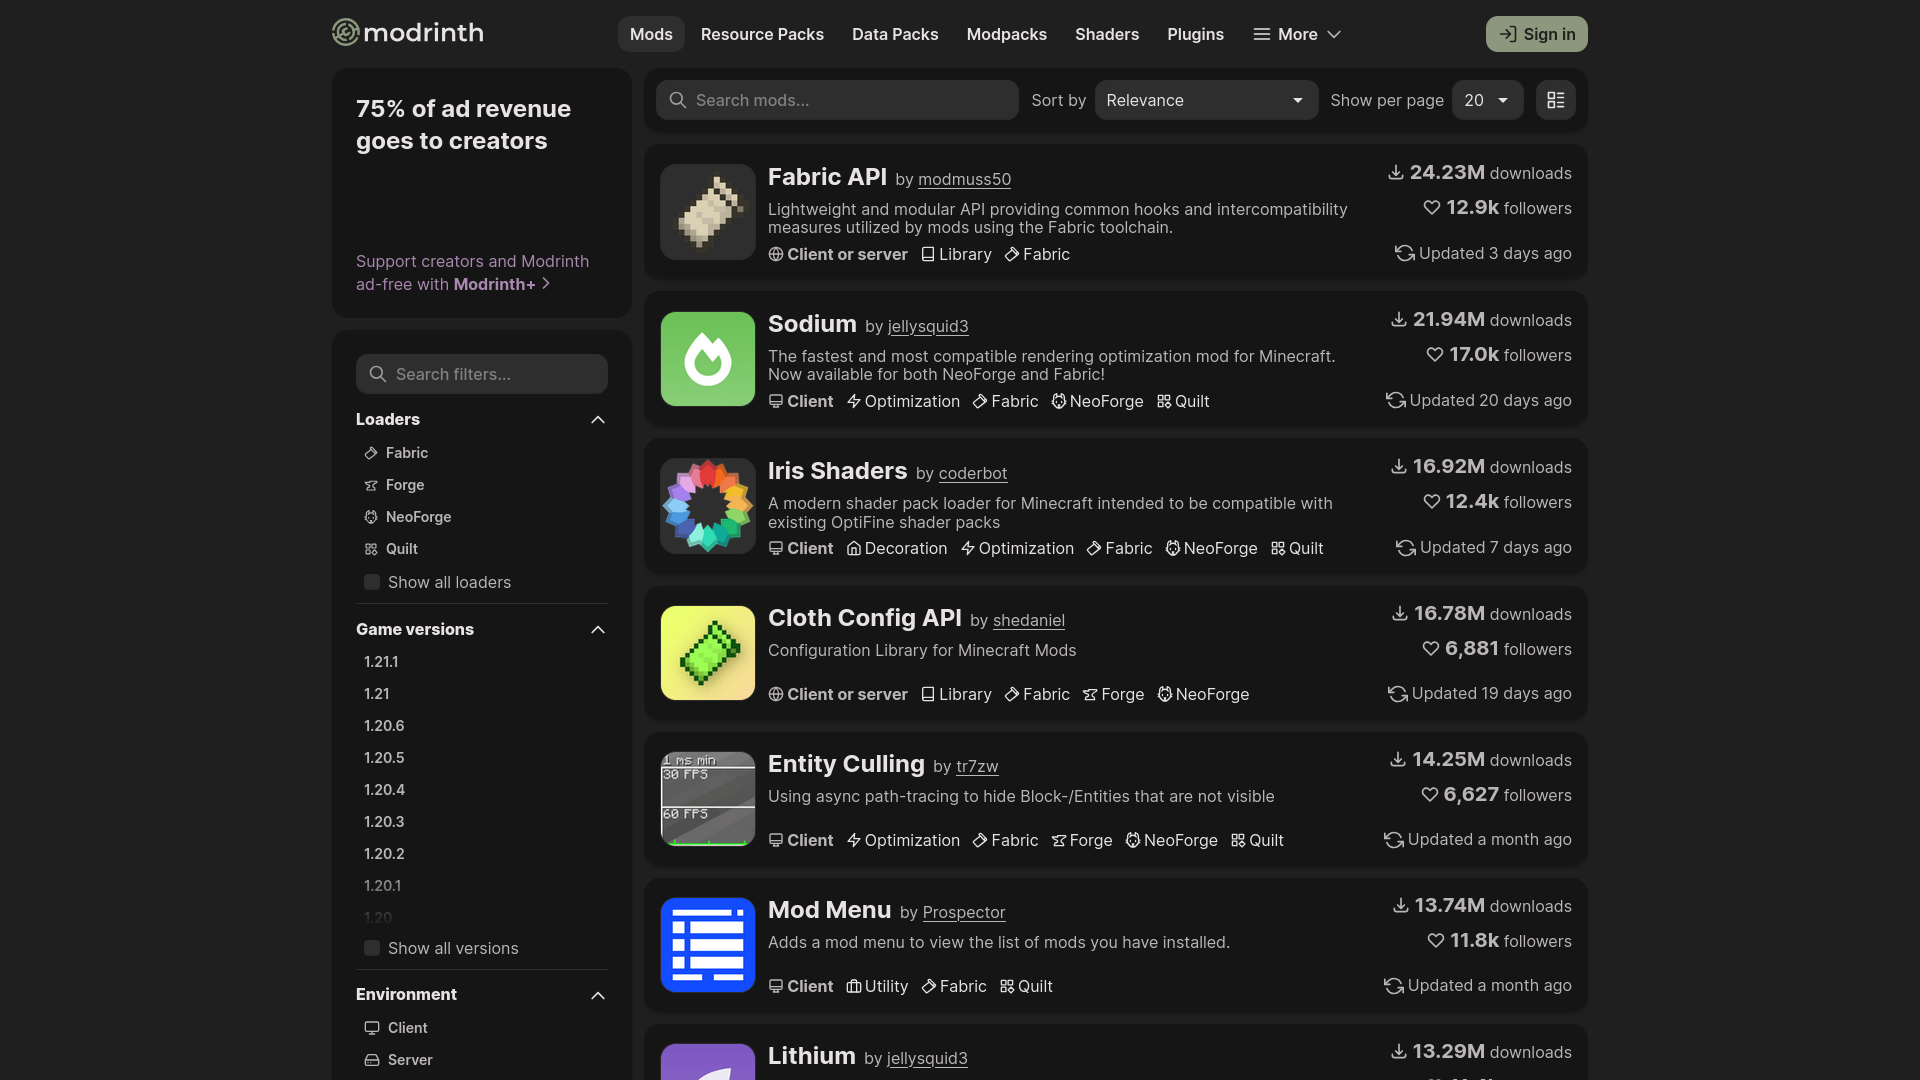 modrinth
Mods
Resource Packs
Data Packs
Modpacks
Shaders
Plugins
More
Sign in
75% of ad revenue
goes to creators
Support creators and Modrinth
ad-free with Modrinth+
Search filters...
Loaders
Fabric
Forge
NeoForge
Quilt
Show all loaders
Game versions
1.21.1
1.21
1.20.6
1.20.5
1.20.4
1.20.3
1.20.2
1.20.1
1.20
Show all versions
Environment
Client
Server
Search mods...
Sort by
Relevance
Show per page
20
Fabric API by modmuss50
Lightweight and modular API providing common hooks and intercompatibility
measures utilized by mods using the Fabric toolchain.
Client or server Library Fabric
24.23M downloads
12.9k followers
Updated 3 days ago
Sodium by jellysquid3
The fastest and most compatible rendering optimization mod for Minecraft.
Now available for both NeoForge and Fabric!
Client Optimization Fabric NeoForge Quilt
21.94M downloads
17.0k followers
Updated 20 days ago
Iris Shaders by coderbot
A modern shader pack loader for Minecraft intended to be compatible with
existing OptiFine shader packs
Client Decoration Optimization Fabric NeoForge Quilt
16.92M downloads
12.4k followers
Updated 7 days ago
Cloth Config API by shedaniel
Configuration Library for Minecraft Mods
Client or server Library Fabric Forge NeoForge
16.78M downloads
6,881 followers
Updated 19 days ago
1 ms min
30 FPS
60 FPS
Entity Culling by tr7zw
Using async path-tracing to hide Block-/Entities that are not visible
Client Optimization Fabric Forge NeoForge Quilt
14.25M downloads
6,627 followers
Updated a month ago
Mod Menu by Prospector
Adds a mod menu to view the list of mods you have installed.
Client Utility Fabric Quilt
13.74M downloads
11.8k followers
Updated a month ago
Lithium by jellysquid3
13.29M downloads